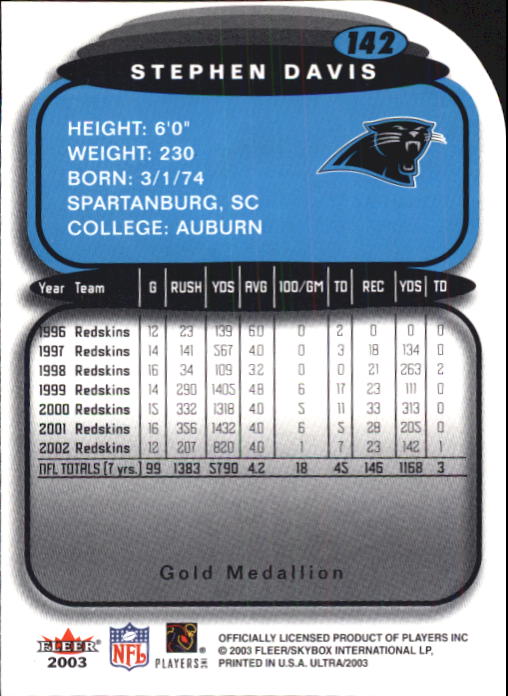 142
STEPHEN DAVIS
HEIGHT: 6'0"
WEIGHT: 230
BORN: 3/1/74
SPARTANBURG, SC
COLLEGE: AUBURN
Year Team G RUSH YDS AVG 100/GM TD REC YDS TD
1996 Redskins 12 23 139 6.0 0 2 0 0 0
1997 Redskins 14 141 567 4.0 0 3 18 134 0
1998 Redskins 16 34 109 3.2 0 0 21 263 2
1999 Redskins 14 290 1405 4.8 6 17 23 111 0
2000 Redskins 15 332 1318 4.0 5 11 33 313 0
2001 Redskins 16 356 1432 4.0 6 5 28 205 0
2002 Redskins 12 207 820 4.0 1 7 23 142 1
NFL TOTALS (7 yrs.) 99 1383 5790 4.2 18 45 146 1168 3
Gold Medallion
FLEER
2003
NFL
PLAYERS INC
OFFICIALLY LICENSED PRODUCT OF PLAYERS INC
© 2003 FLEER/SKYBOX INTERNATIONAL LP,
PRINTED IN U.S.A. ULTRA/2003